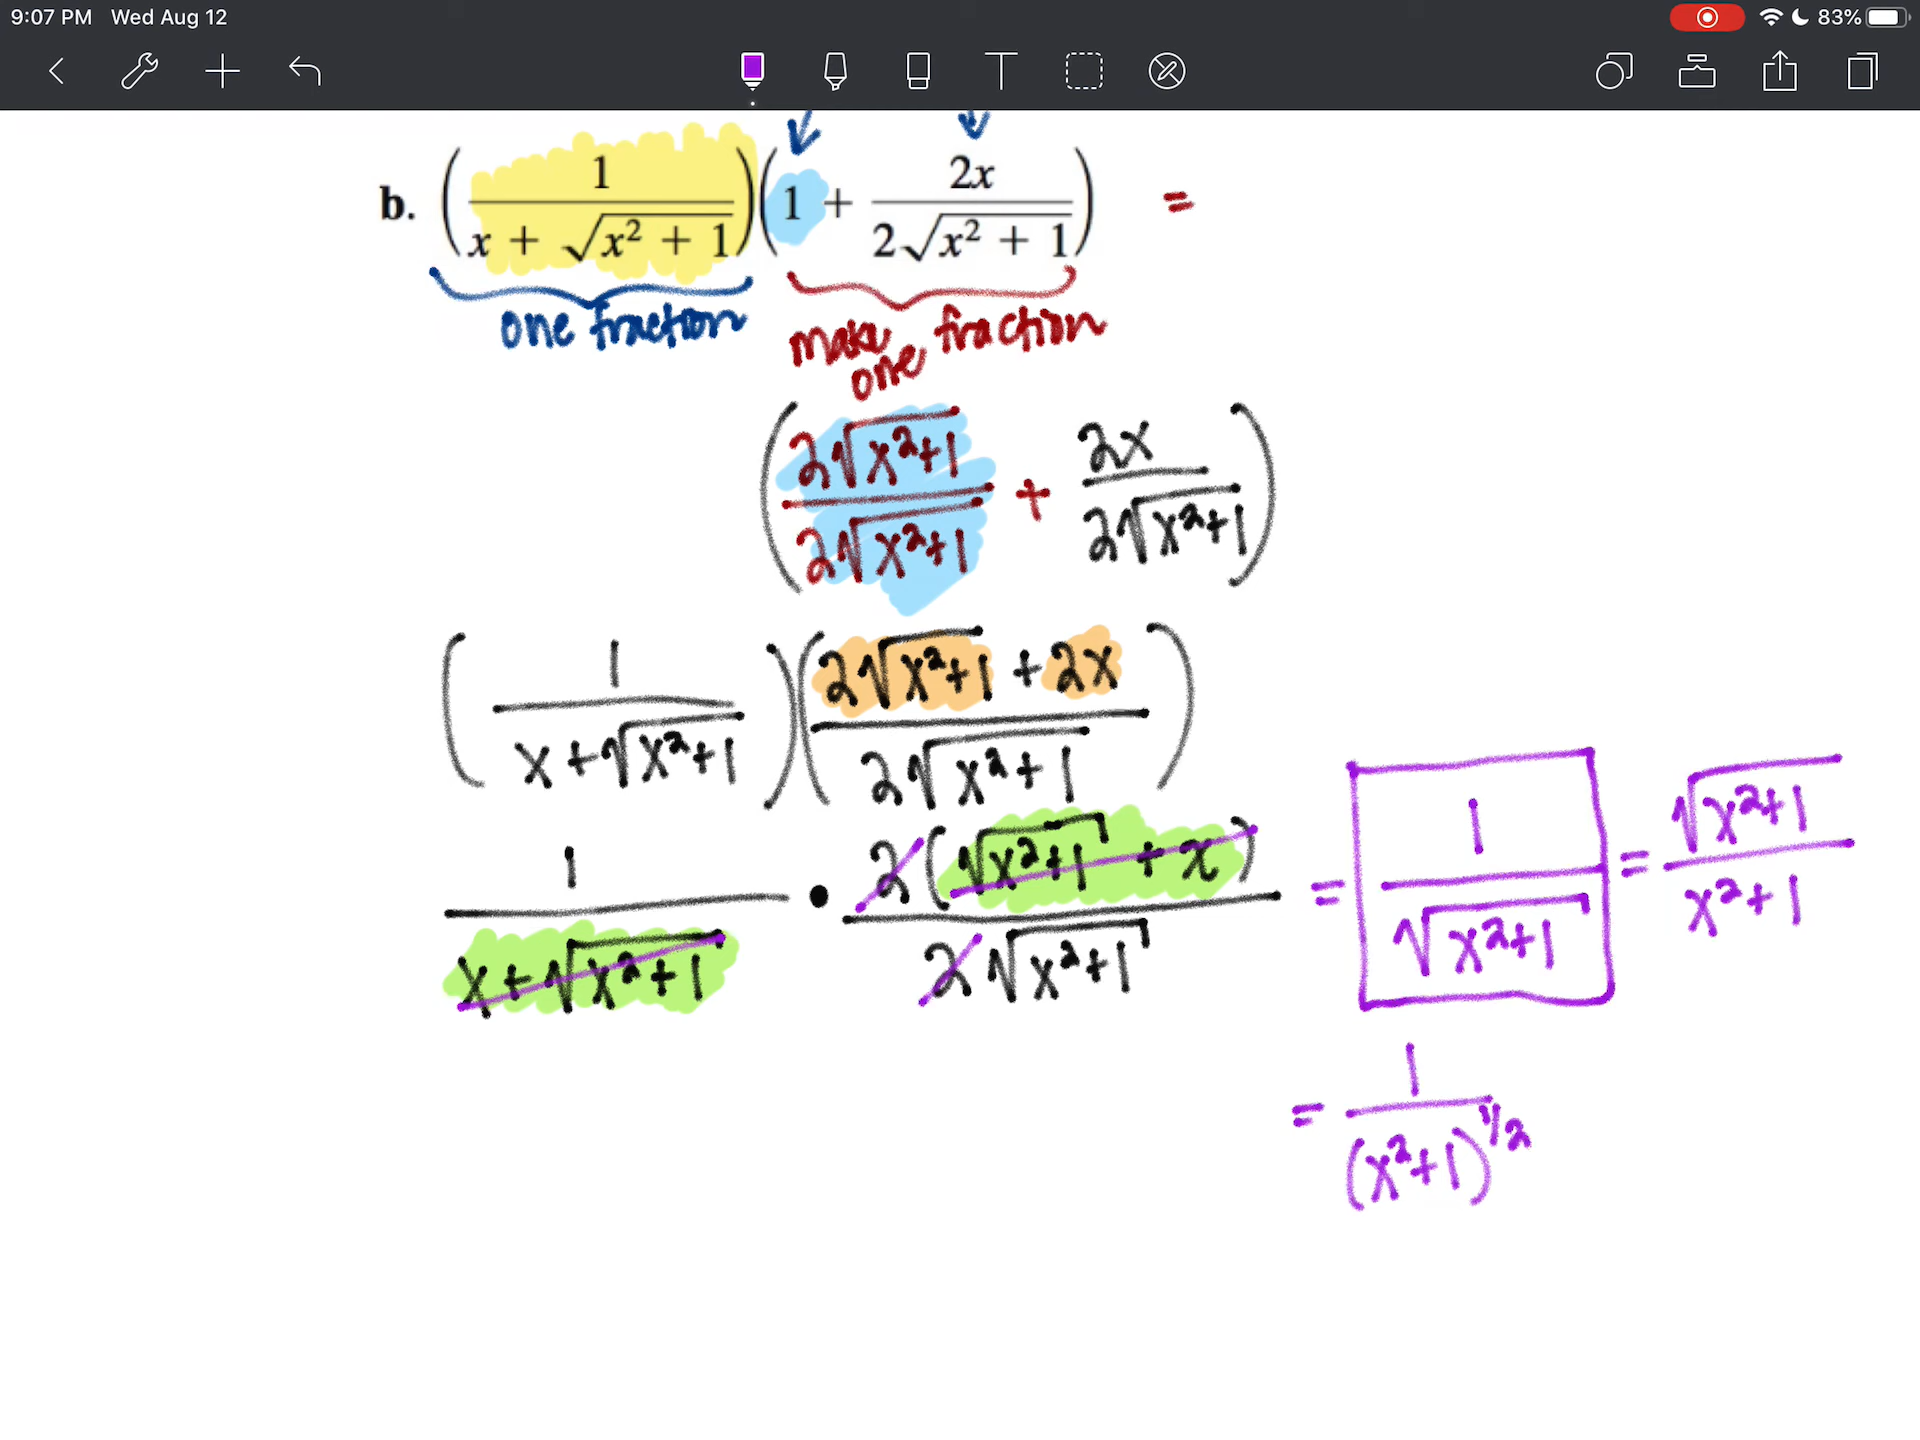 9:07 PM Wed Aug 12 83%
b. (1/(x + √(x² + 1)))(1 + 2x/(2√(x² + 1))) =
one fraction make one fraction
(2√(x²+1)/(2√(x²+1)) + 2x/(2√(x²+1)))
(1/(x+√(x²+1)))((2√(x²+1) + 2x)/(2√(x²+1)))
1/(x+√(x²+1)) • 2(√(x²+1) + x)/(2√(x²+1)) = 1/√(x²+1) = √(x²+1)/(x²+1)
= 1/(x²+1)^1/2